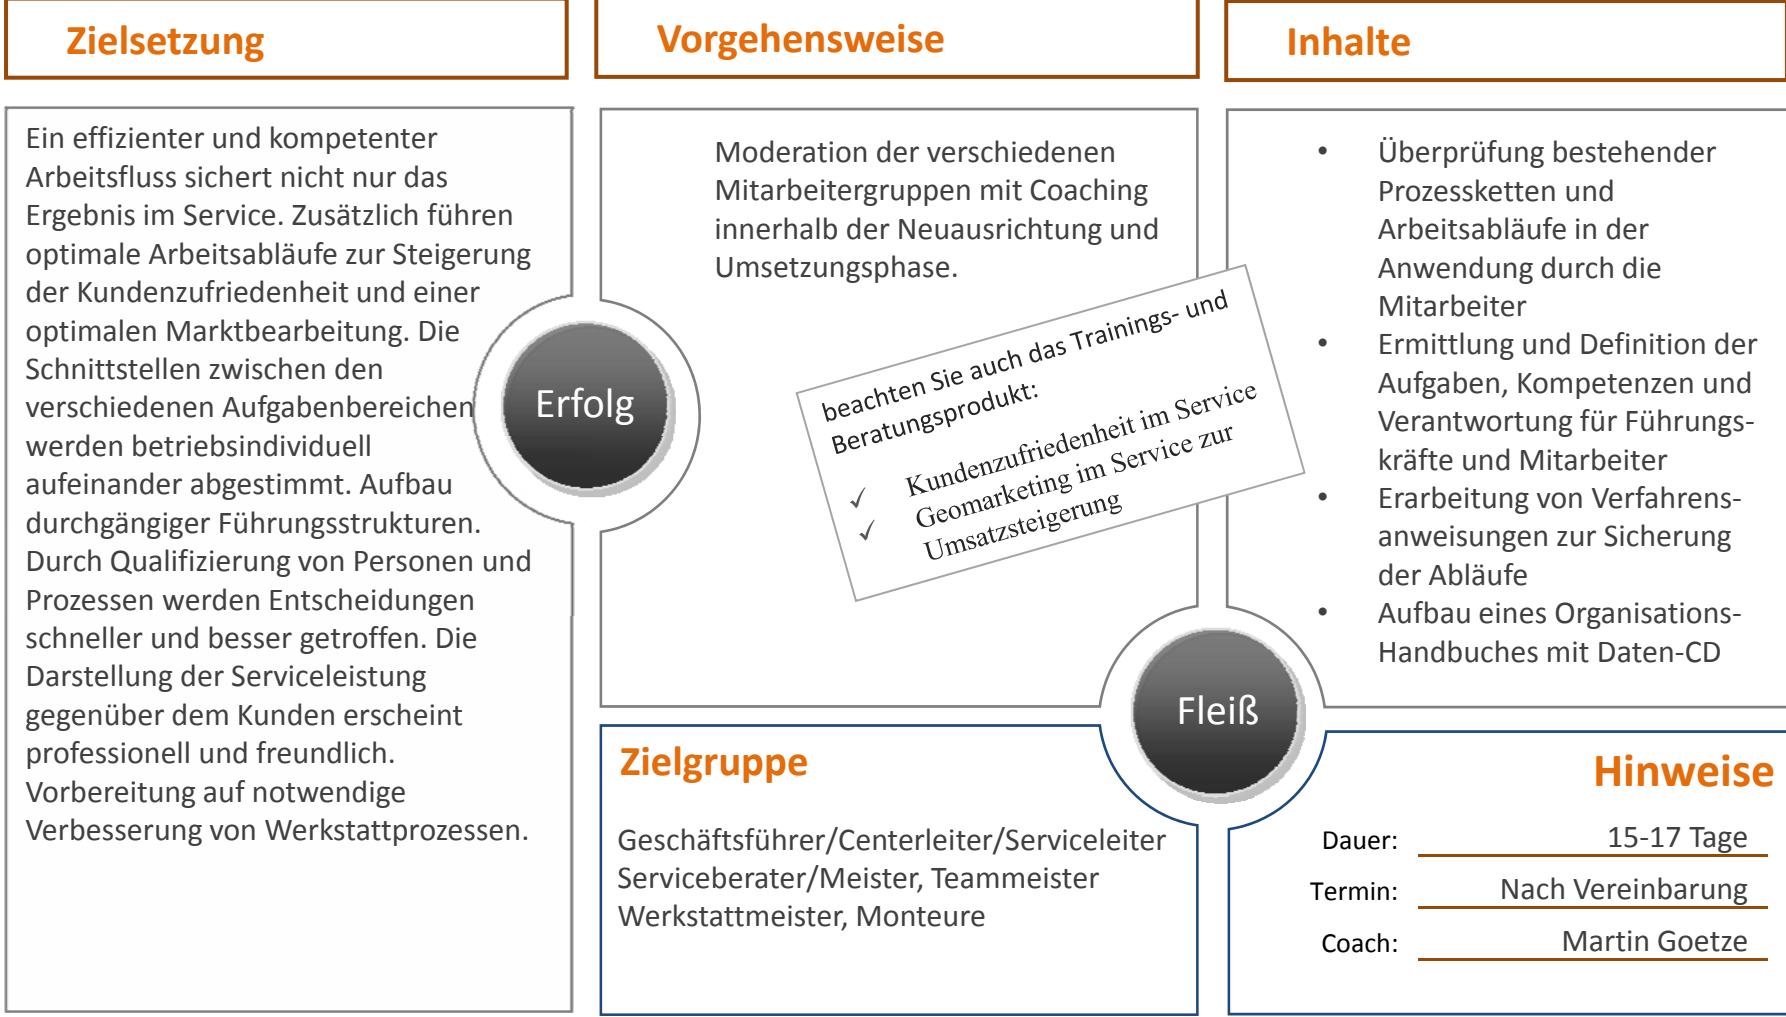 Zielsetzung
Ein effizienter und kompetenter
Arbeitsfluss sichert nicht nur das
Ergebnis im Service. Zusätzlich führen
optimale Arbeitsabläufe zur Steigerung
der Kundenzufriedenheit und einer
optimalen Marktbearbeitung. Die
Schnittstellen zwischen den
verschiedenen Aufgabenbereichen
werden betriebsindividuell
aufeinander abgestimmt. Aufbau
durchgängiger Führungsstrukturen.
Durch Qualifizierung von Personen und
Prozessen werden Entscheidungen
schneller und besser getroffen. Die
Darstellung der Serviceleistung
gegenüber dem Kunden erscheint
professionell und freundlich.
Vorbereitung auf notwendige
Verbesserung von Werkstattprozessen.
Erfolg
Vorgehensweise
Moderation der verschiedenen
Mitarbeitergruppen mit Coaching
innerhalb der Neuausrichtung und
Umsetzungsphase.
beachten Sie auch das Trainings- und
Beratungsprodukt:
✓ Kundenzufriedenheit im Service
✓ Geomarketing im Service zur
Umsatzsteigerung
Inhalte
• Überprüfung bestehender
Prozessketten und
Arbeitsabläufe in der
Anwendung durch die
Mitarbeiter
• Ermittlung und Definition der
Aufgaben, Kompetenzen und
Verantwortung für Führungs-
kräfte und Mitarbeiter
• Erarbeitung von Verfahrens-
anweisungen zur Sicherung
der Abläufe
• Aufbau eines Organisations-
Handbuches mit Daten-CD
Fleiß
Zielgruppe
Geschäftsführer/Centerleiter/Serviceleiter
Serviceberater/Meister, Teammeister
Werkstattmeister, Monteure
Hinweise
Dauer: 15-17 Tage
Termin: Nach Vereinbarung
Coach: Martin Goetze